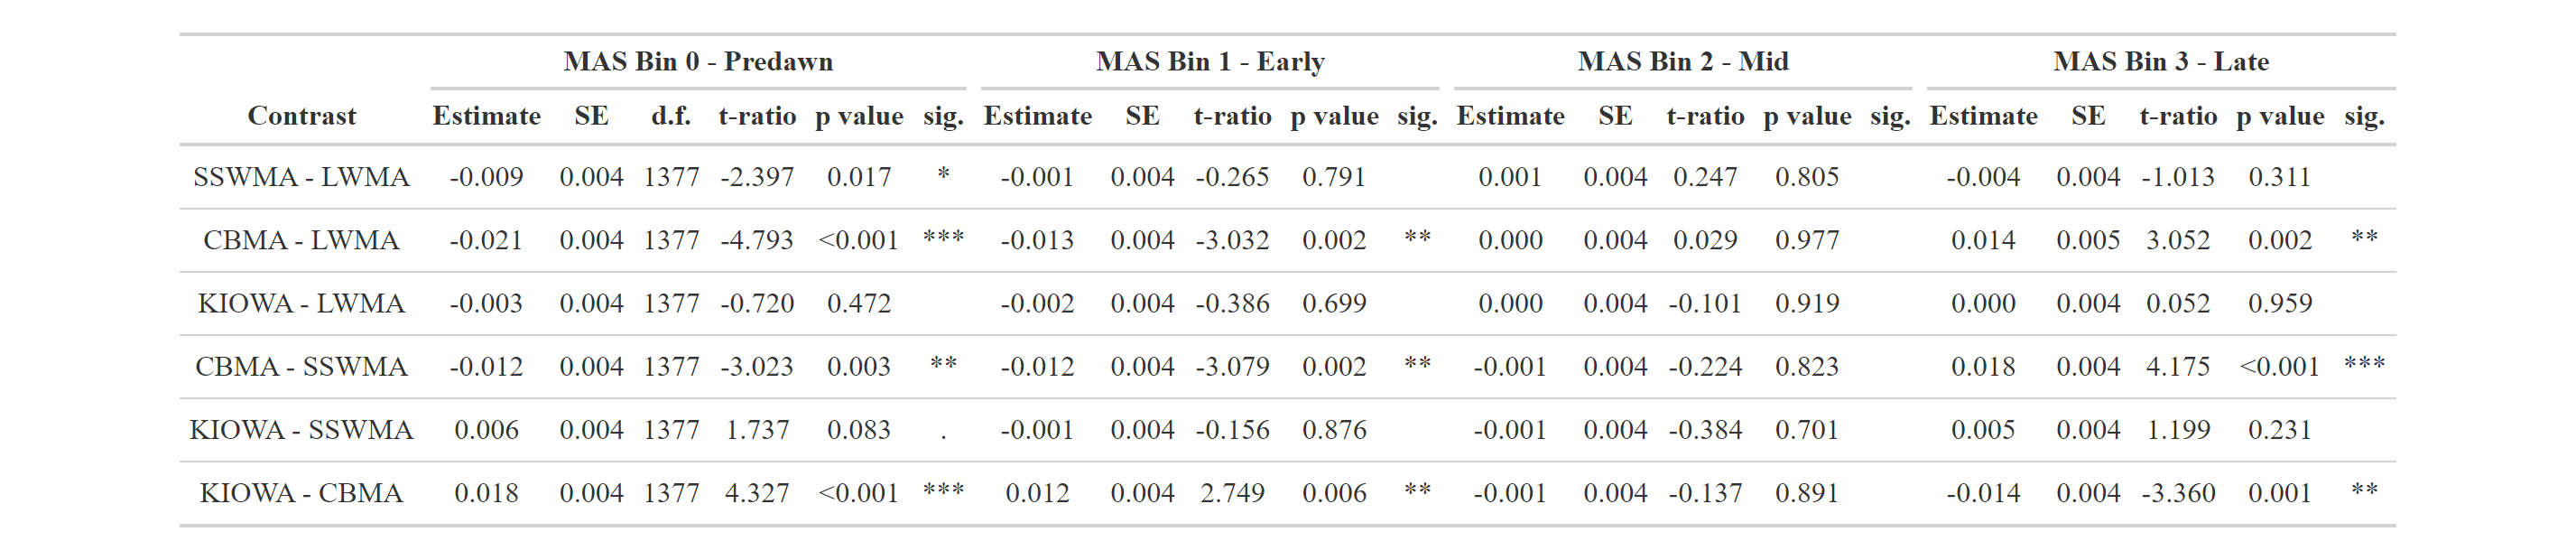 MAS Bin 0 - Predawn MAS Bin 1 - Early MAS Bin 2 - Mid MAS Bin 3 - Late
Contrast Estimate SE d.f. t-ratio p value sig. Estimate SE t-ratio p value sig. Estimate SE t-ratio p value sig. Estimate SE t-ratio p value sig.
SSWMA - LWMA -0.009 0.004 1377 -2.397 0.017 * -0.001 0.004 -0.265 0.791 0.001 0.004 0.247 0.805 -0.004 0.004 -1.013 0.311
CBMA - LWMA -0.021 0.004 1377 -4.793 <0.001 *** -0.013 0.004 -3.032 0.002 ** 0.000 0.004 0.029 0.977 0.014 0.005 3.052 0.002 **
KIOWA - LWMA -0.003 0.004 1377 -0.720 0.472 -0.002 0.004 -0.386 0.699 0.000 0.004 -0.101 0.919 0.000 0.004 0.052 0.959
CBMA - SSWMA -0.012 0.004 1377 -3.023 0.003 ** -0.012 0.004 -3.079 0.002 ** -0.001 0.004 -0.224 0.823 0.018 0.004 4.175 <0.001 ***
KIOWA - SSWMA 0.006 0.004 1377 1.737 0.083 . -0.001 0.004 -0.156 0.876 -0.001 0.004 -0.384 0.701 0.005 0.004 1.199 0.231
KIOWA - CBMA 0.018 0.004 1377 4.327 <0.001 *** 0.012 0.004 2.749 0.006 ** -0.001 0.004 -0.137 0.891 -0.014 0.004 -3.360 0.001 **